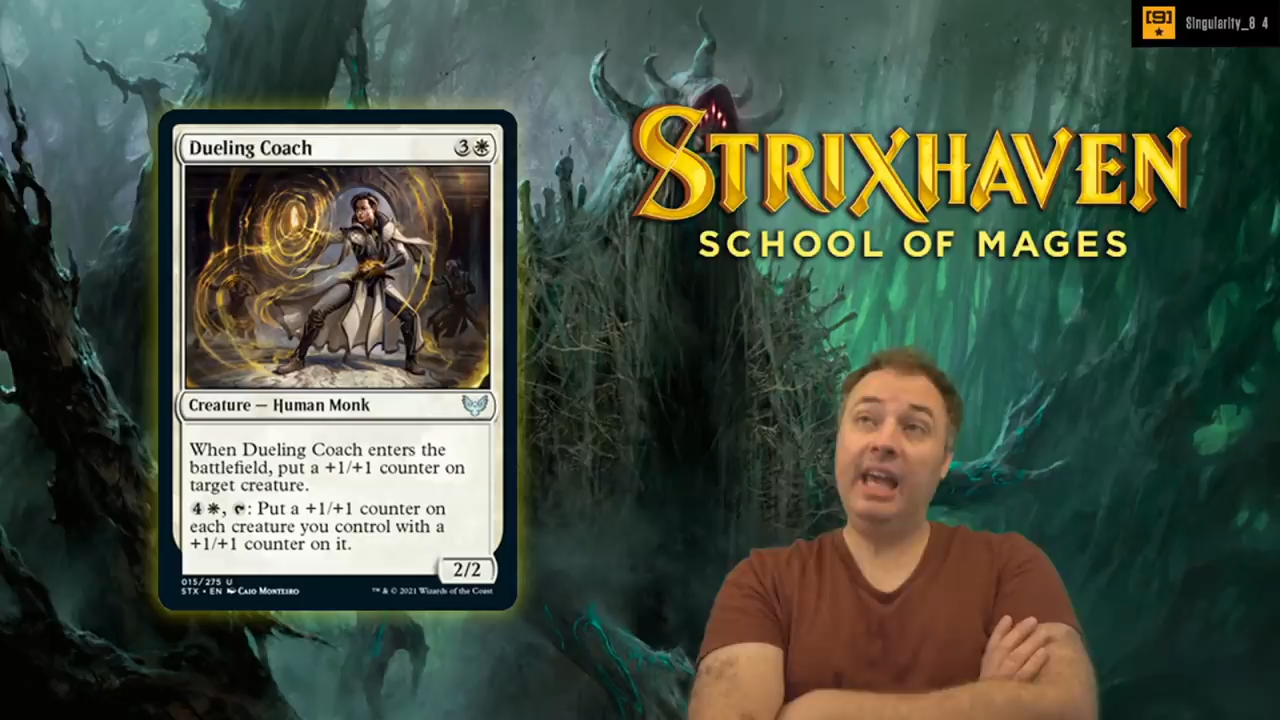 [9]
Singularity_8 4
STRIXHAVEN
SCHOOL OF MAGES
Dueling Coach 3
Creature — Human Monk
When Dueling Coach enters the
battlefield, put a +1/+1 counter on
target creature.
4 , : Put a +1/+1 counter on
each creature you control with a
+1/+1 counter on it.
2/2
015/275 U
STX • EN Caio Monteiro
™ & © 2021 Wizards of the Coast